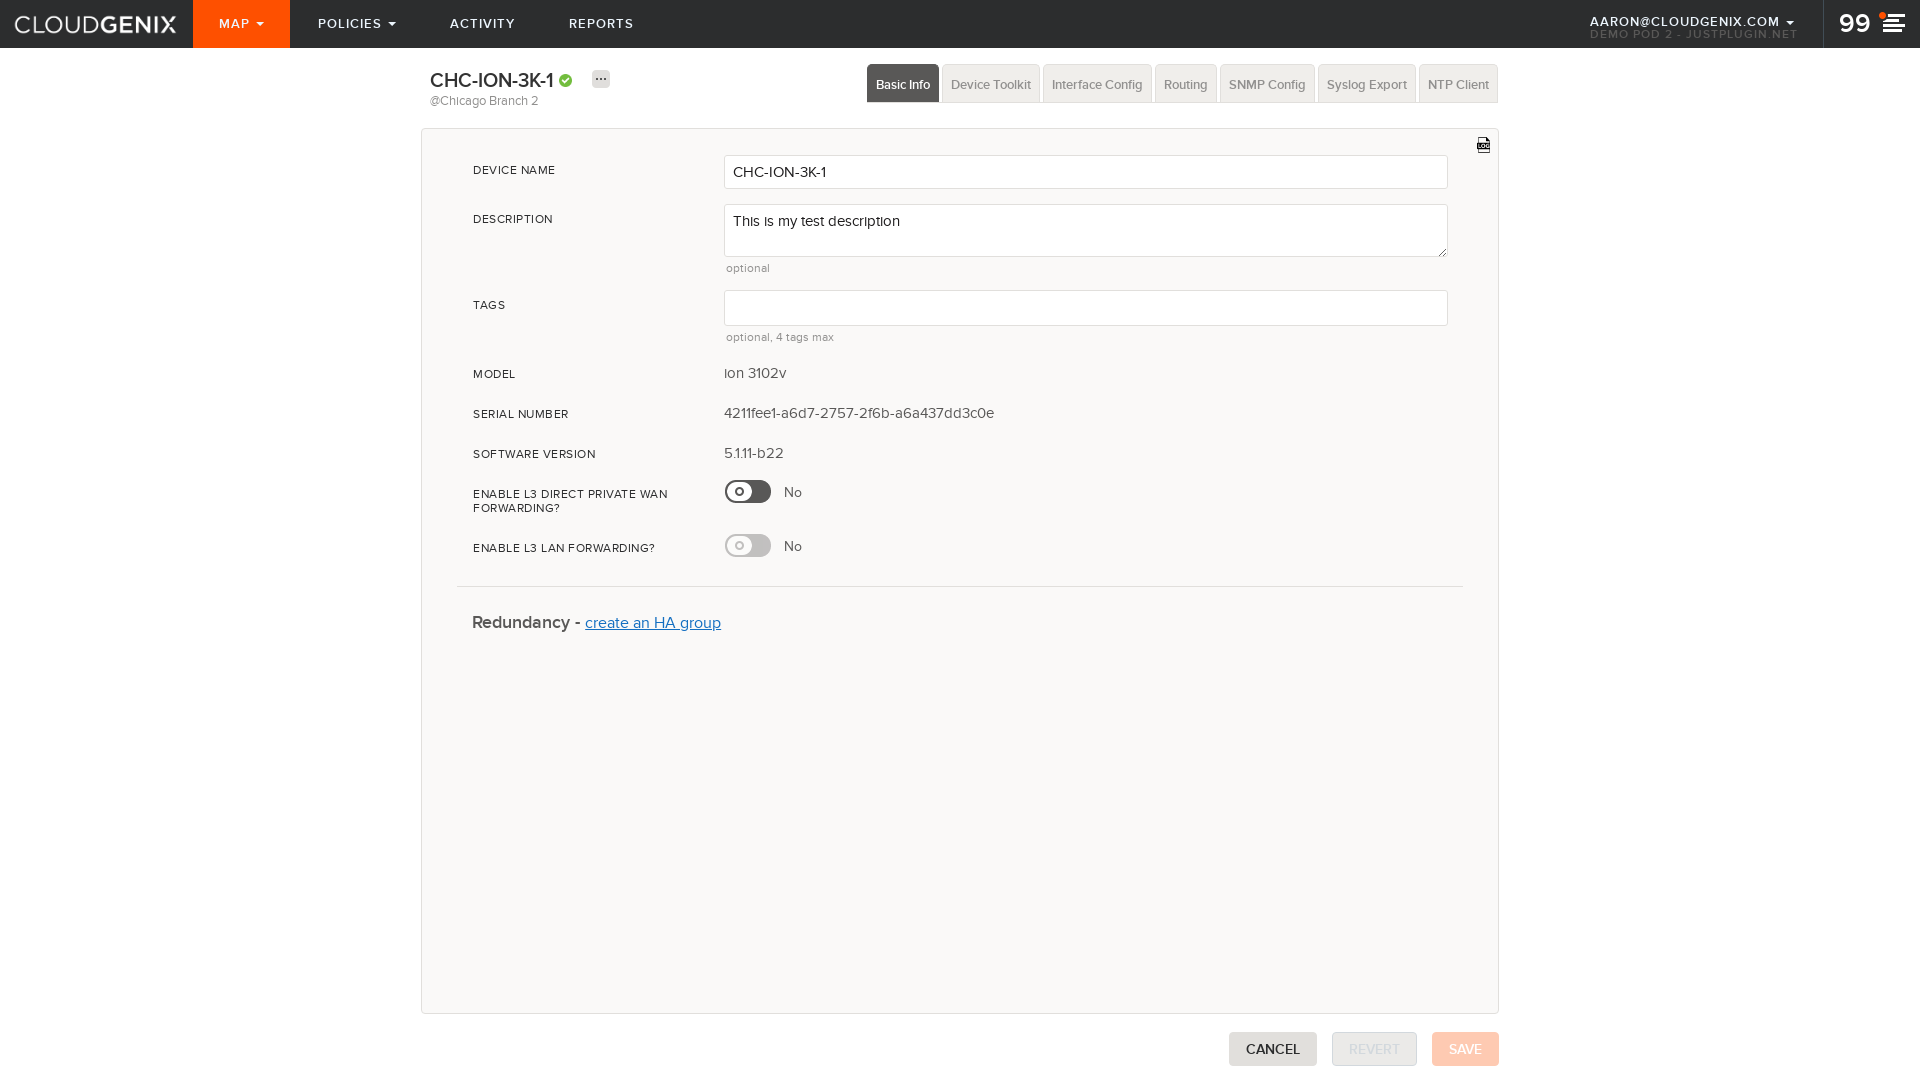 CLOUDGENIX
MAP
POLICIES
ACTIVITY
REPORTS
AARON@CLOUDGENIX.COM
DEMO POD 2 - JUSTPLUGIN.NET
99
CHC-ION-3K-1
@Chicago Branch 2
Basic Info
Device Toolkit
Interface Config
Routing
SNMP Config
Syslog Export
NTP Client
LOG
DEVICE NAME
CHC-ION-3K-1
DESCRIPTION
This is my test description
optional
TAGS
optional, 4 tags max
MODEL
ion 3102v
SERIAL NUMBER
4211fee1-a6d7-2757-2f6b-a6a437dd3c0e
SOFTWARE VERSION
5.1.11-b22
ENABLE L3 DIRECT PRIVATE WAN
FORWARDING?
No
ENABLE L3 LAN FORWARDING?
No
Redundancy - create an HA group
CANCEL
REVERT
SAVE